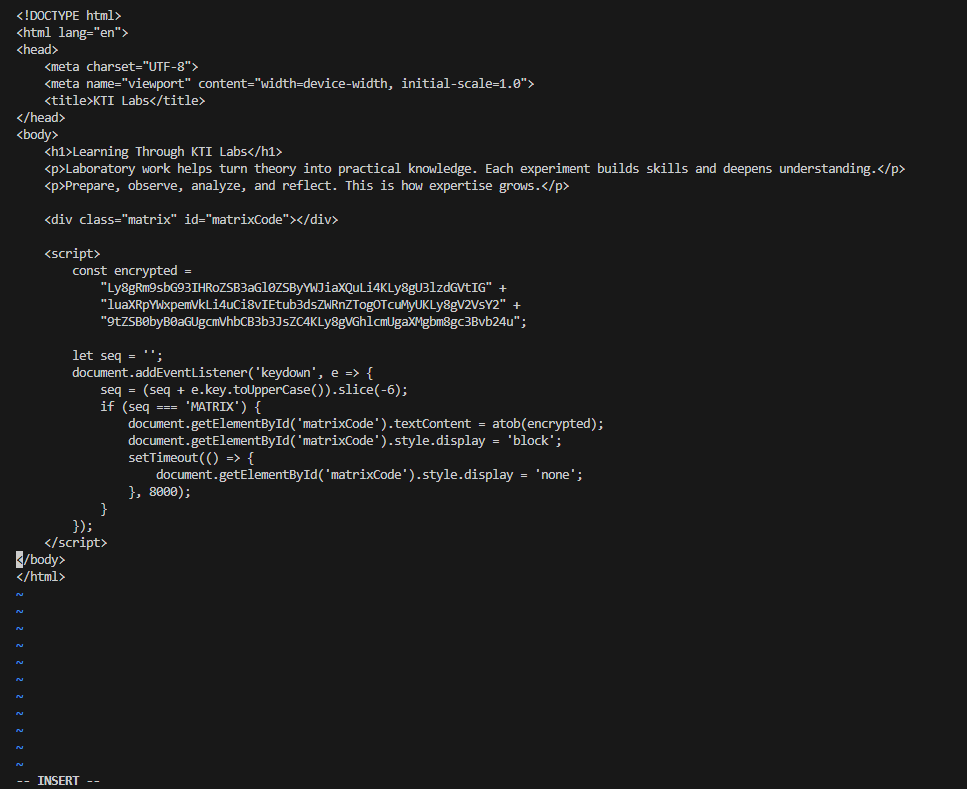 <!DOCTYPE html>
<html lang="en">
<head>
    <meta charset="UTF-8">
    <meta name="viewport" content="width=device-width, initial-scale=1.0">
    <title>KTI Labs</title>
</head>
<body>
    <h1>Learning Through KTI Labs</h1>
    <p>Laboratory work helps turn theory into practical knowledge. Each experiment builds skills and deepens understanding.</p>
    <p>Prepare, observe, analyze, and reflect. This is how expertise grows.</p>

    <div class="matrix" id="matrixCode"></div>

    <script>
        const encrypted =
            "Ly8gRm9sbG93IHRoZSB3aGl0ZSByYWJiaXQuLi4KLy8gU3lzdGVtIG" +
            "luaXRpYWxpemVkLi4uCi8vIEtub3dsZWRnZTogOTcuMyUKLy8gV2VsY2" +
            "9tZSB0byB0aGUgcmVhbCB3b3JsZC4KLy8gVGhlcmUgaXMgbm8gc3Bvb24u";

        let seq = '';
        document.addEventListener('keydown', e => {
            seq = (seq + e.key.toUpperCase()).slice(-6);
            if (seq === 'MATRIX') {
                document.getElementById('matrixCode').textContent = atob(encrypted);
                document.getElementById('matrixCode').style.display = 'block';
                setTimeout(() => {
                    document.getElementById('matrixCode').style.display = 'none';
                }, 8000);
            }
        });
    </script>
</body>
</html>
~
~
~
~
~
~
~
~
~
~
~
-- INSERT --